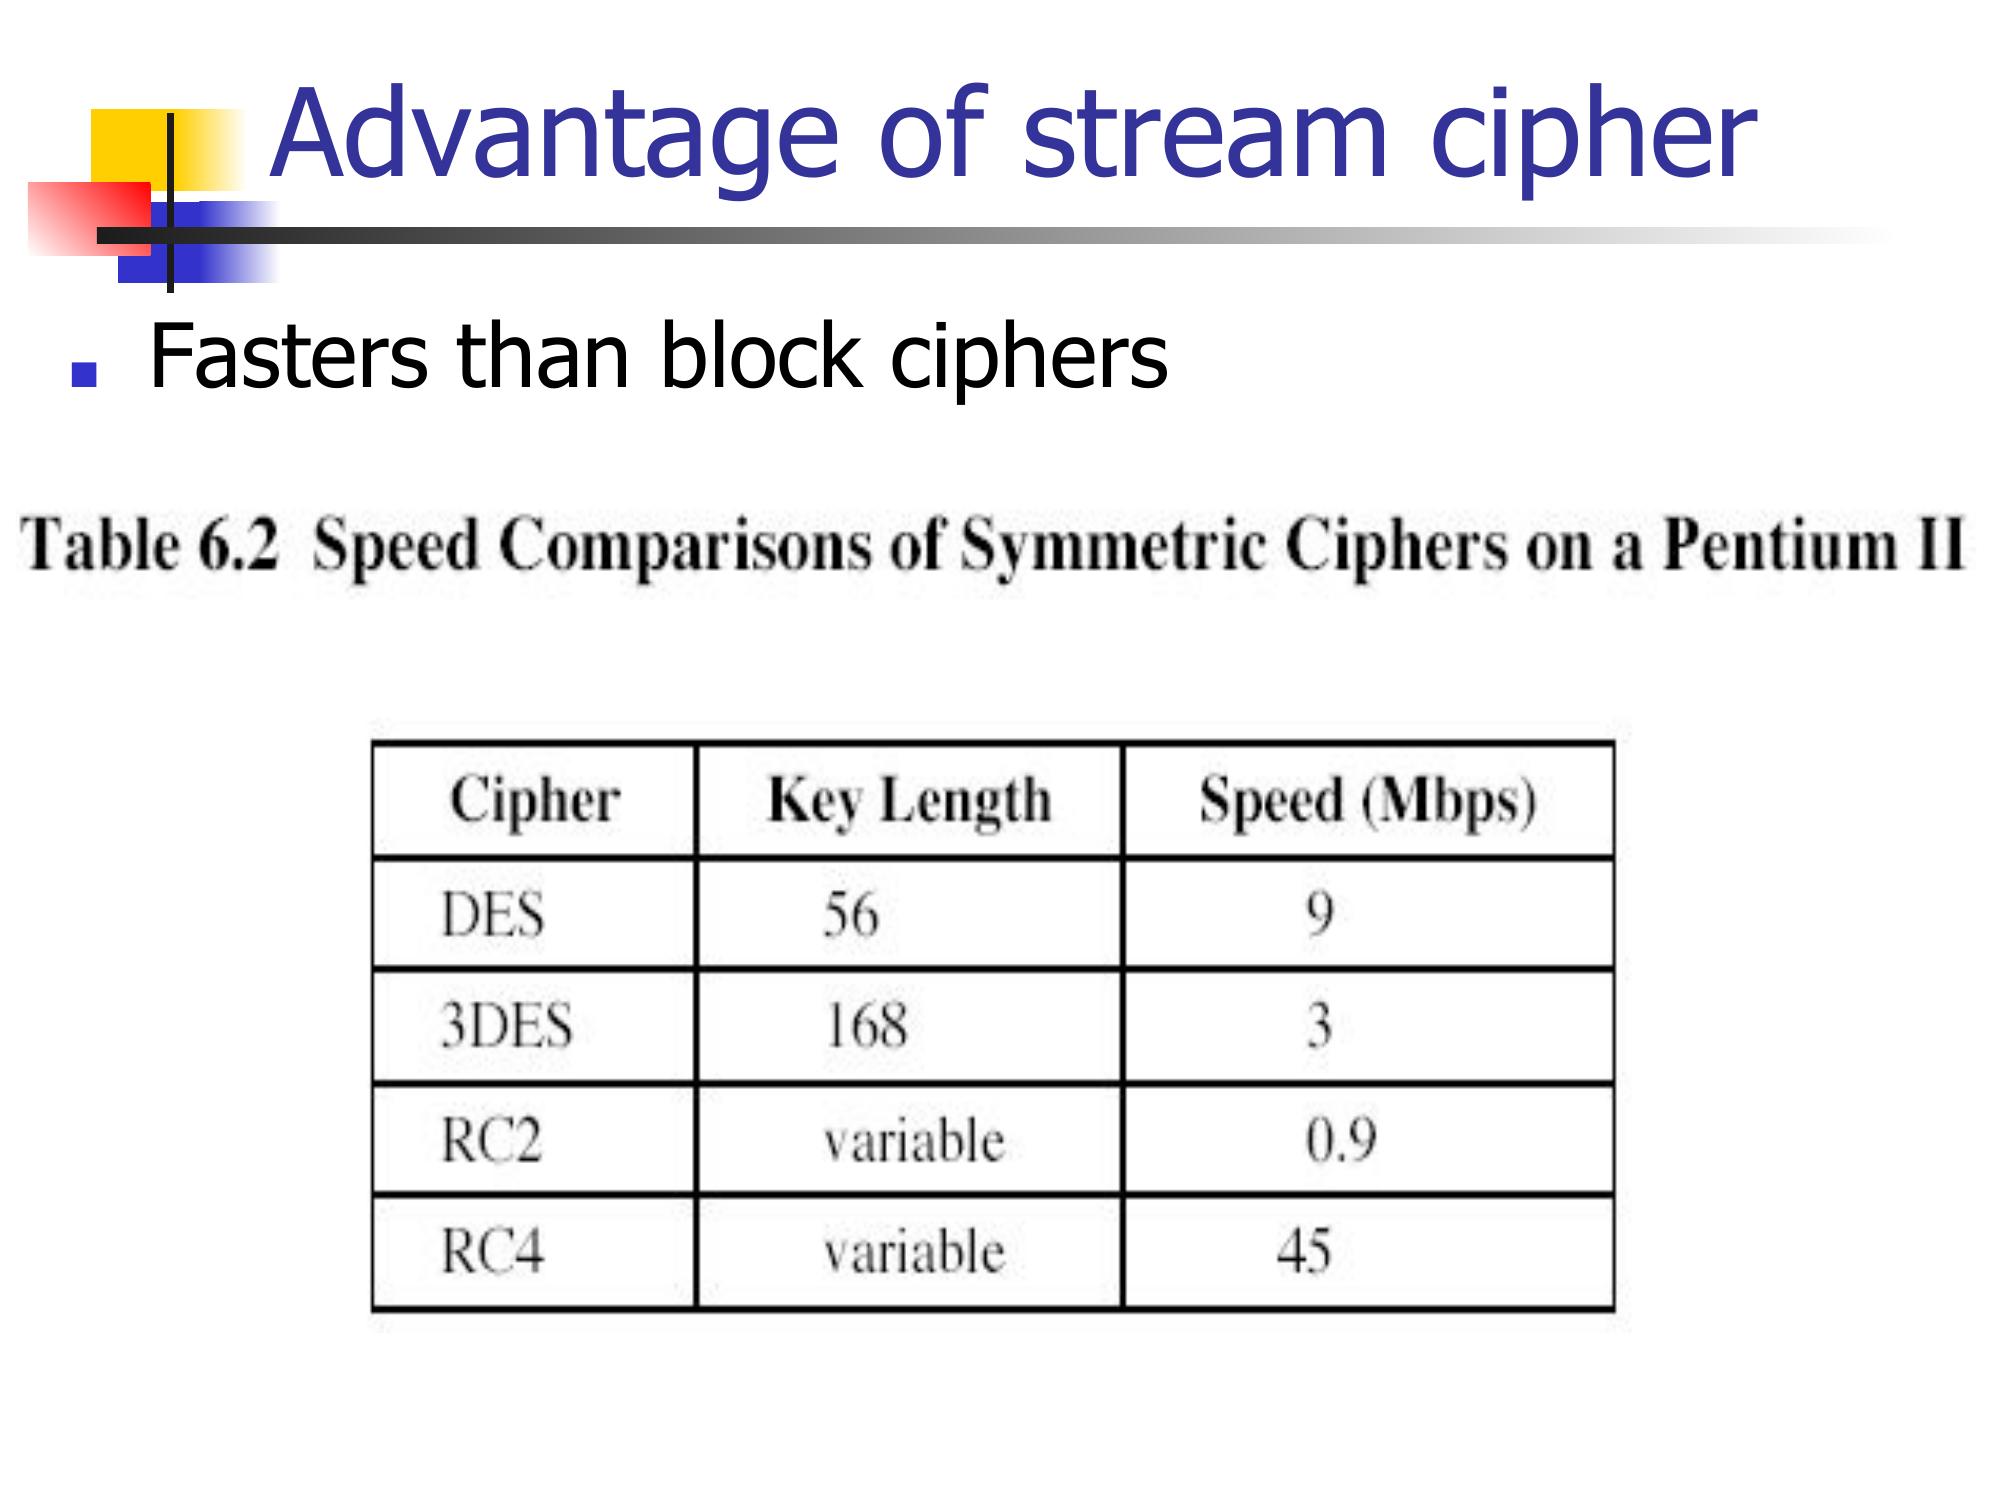 Advantage of stream cipher
Fasters than block ciphers
Table 6.2 Speed Comparisons of Symmetric Ciphers on a Pentium II
Cipher Key Length Speed (Mbps)
DES 56 9
3DES 168 3
RC2 variable 0.9
RC4 variable 45